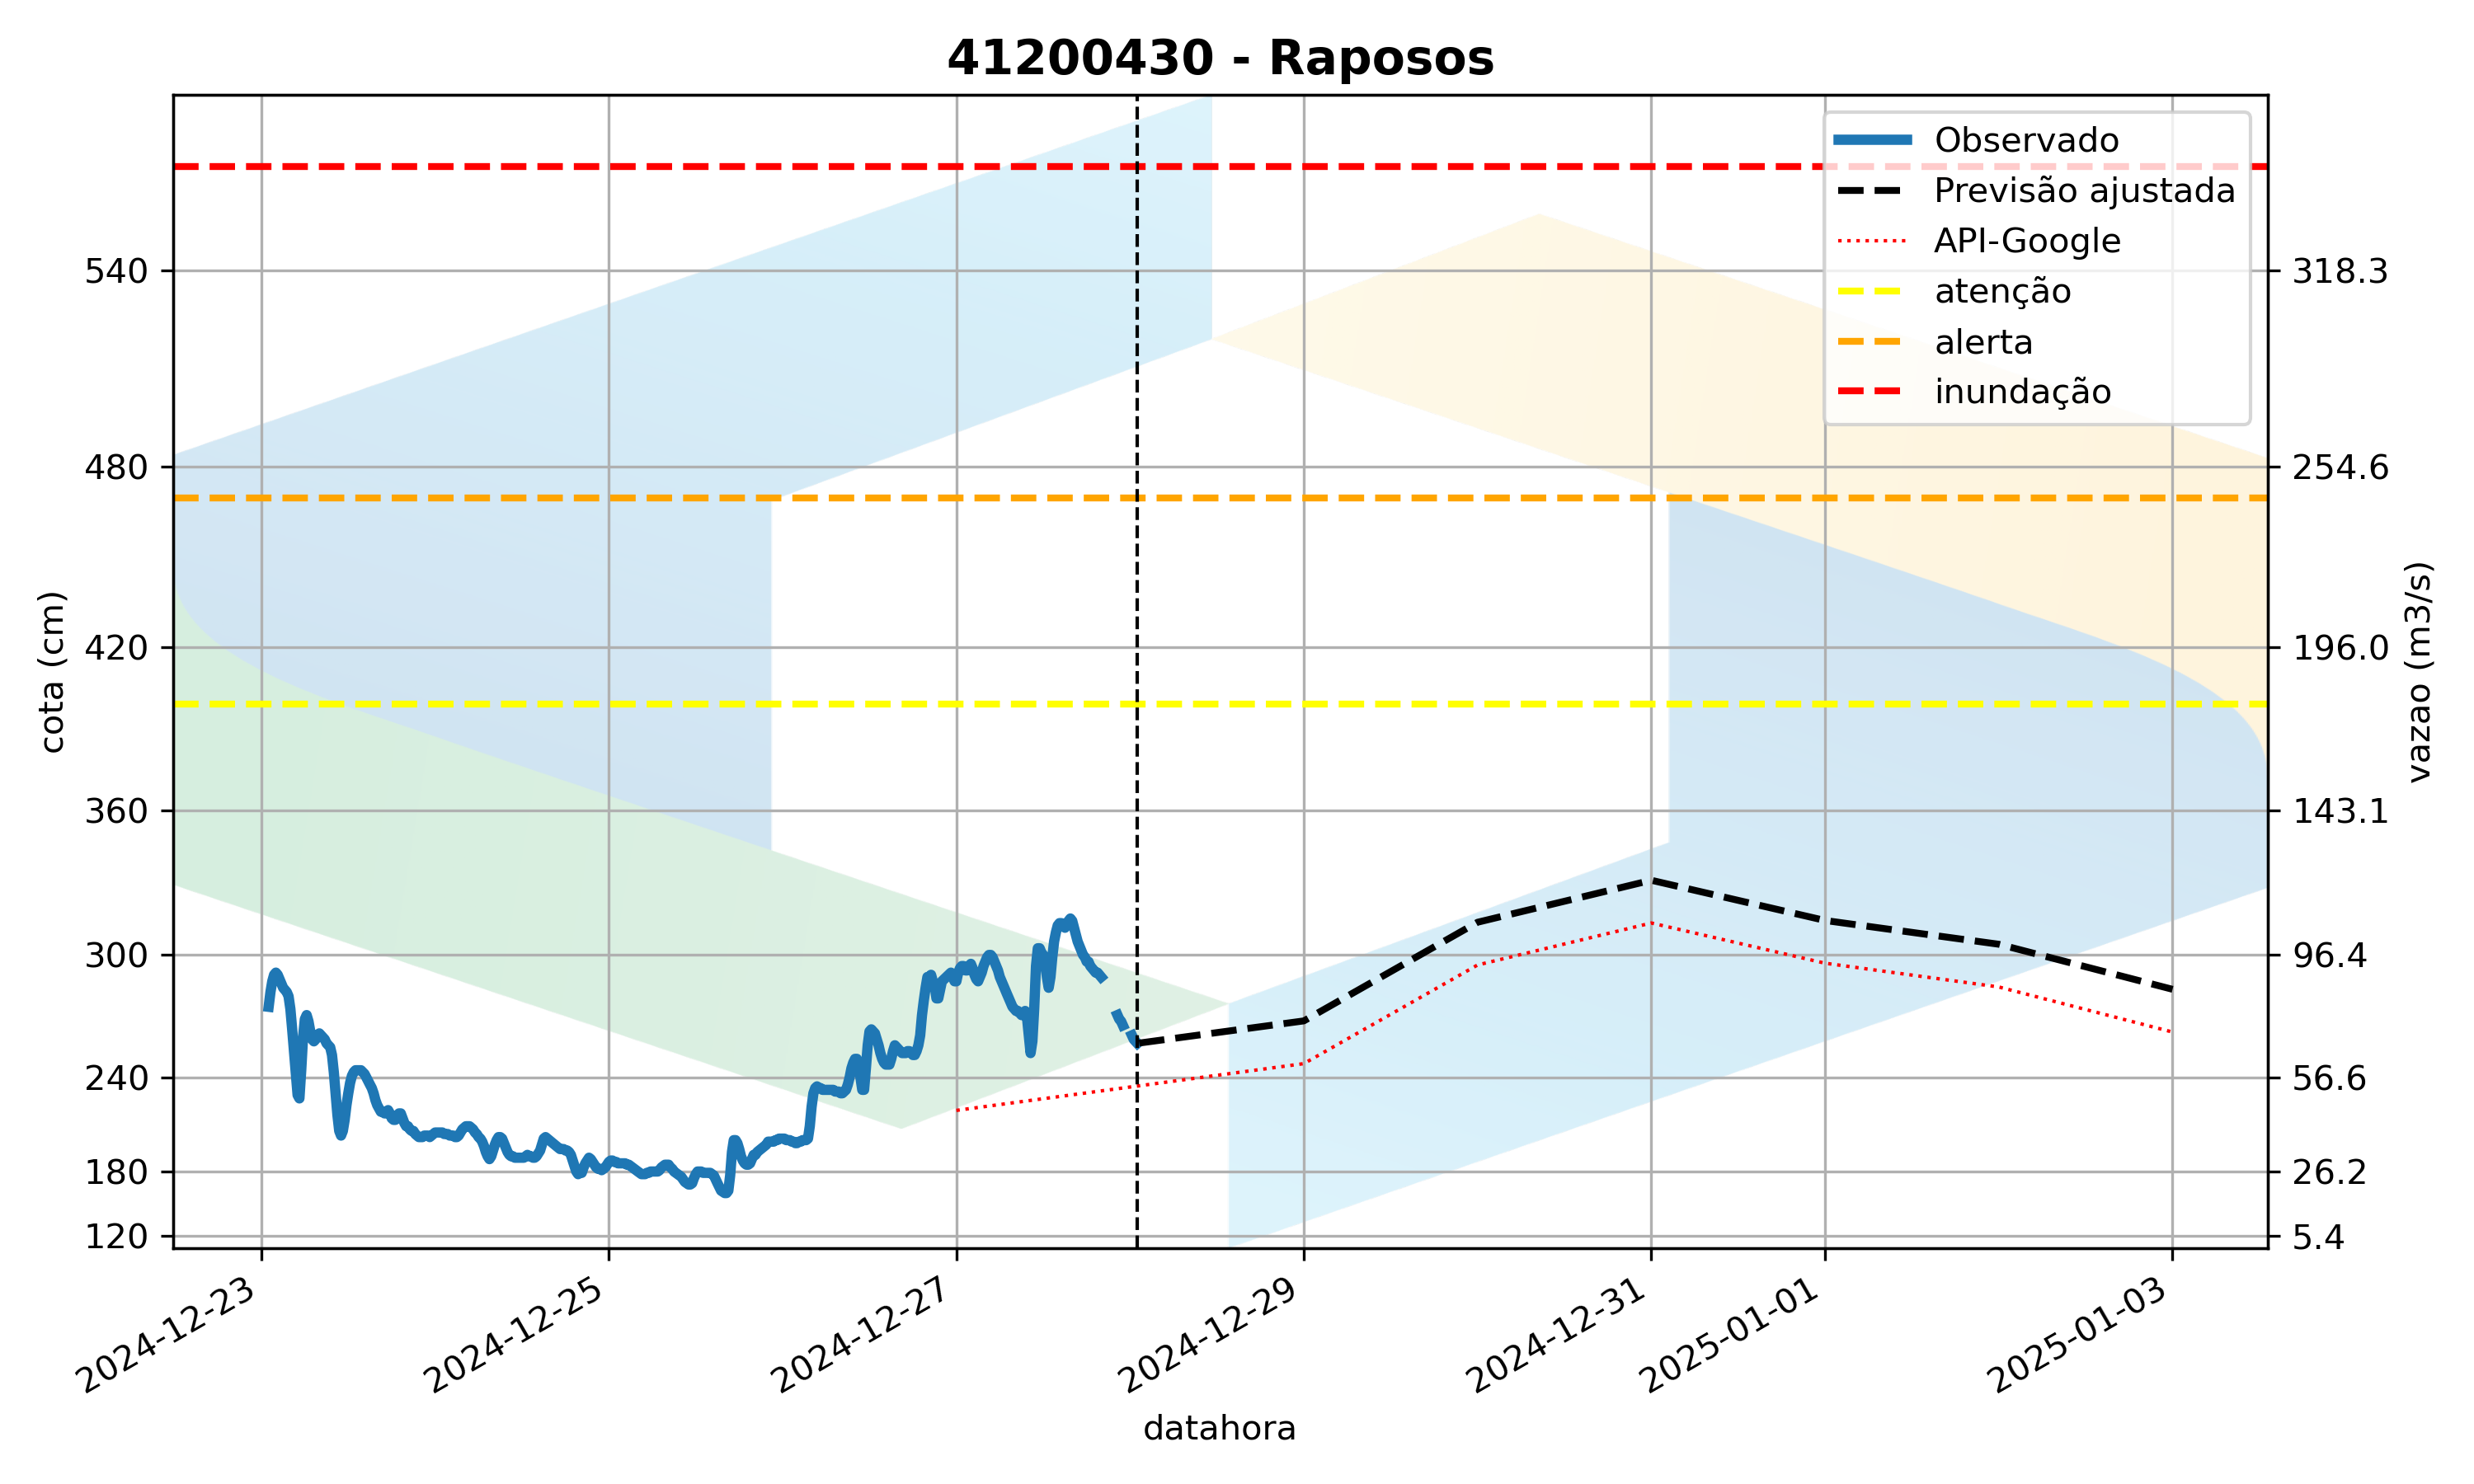 41200430 - Raposos
Observado
Previsão ajustada
API-Google
atenção
alerta
inundação
540
480
420
360
300
240
180
120
cota (cm)
318.3
254.6
196.0
143.1
96.4
56.6
26.2
5.4
vazao (m3/s)
2024-12-23
2024-12-25
2024-12-27
2024-12-29
2024-12-31
2025-01-01
2025-01-03
datahora